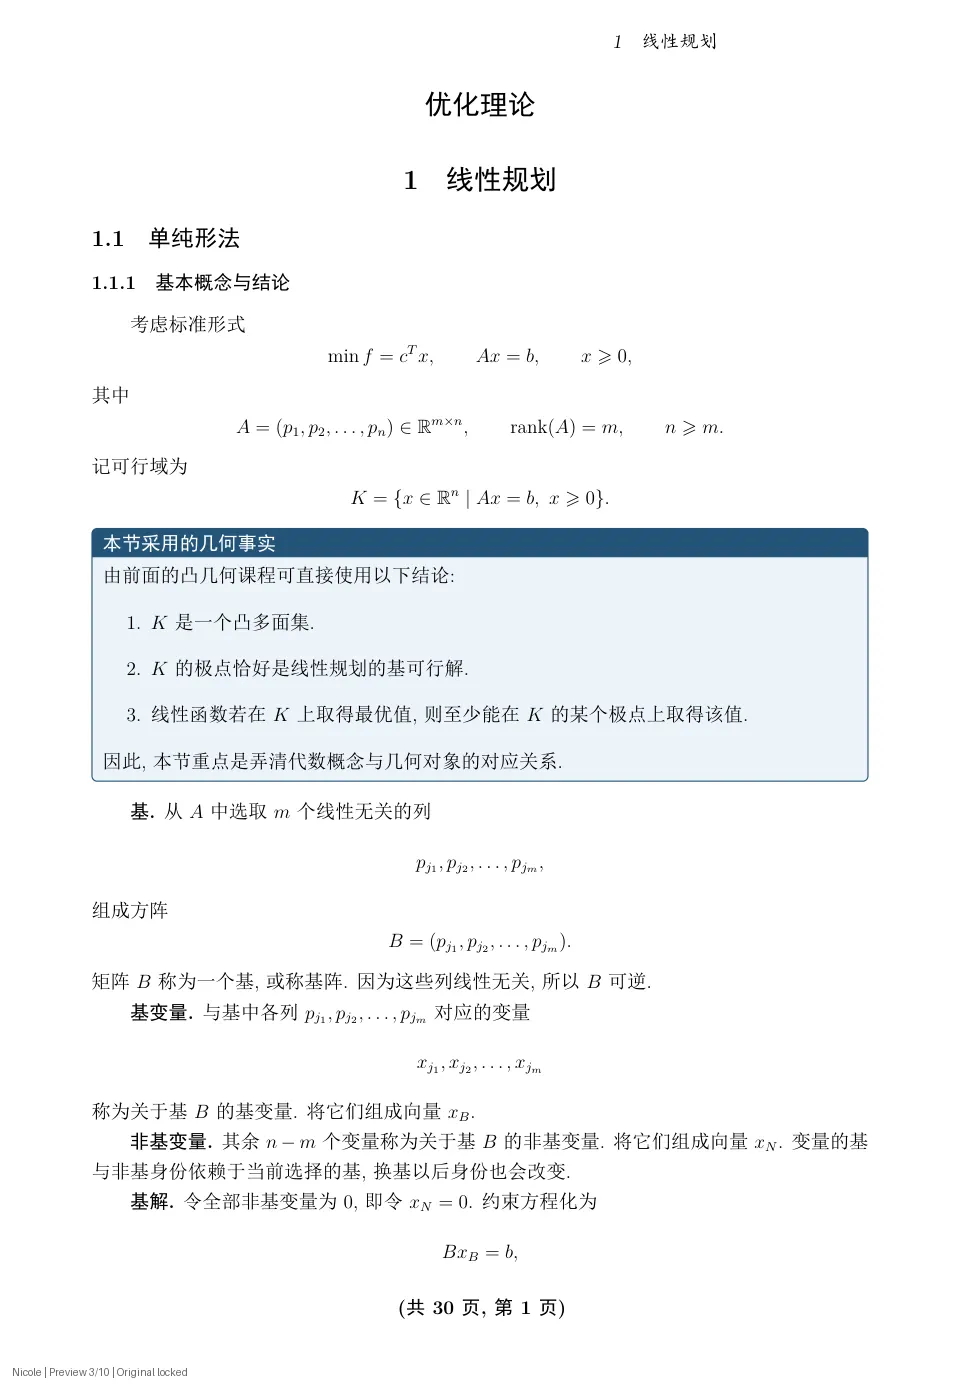 1 线性规划
优化理论
1 线性规划
1.1 单纯形法
1.1.1 基本概念与结论
考虑标准形式
min f = c^T x, Ax = b, x ⩾ 0,
其中
A = (p_1, p_2, . . . , p_n) ∈ ℝ^{m×n}, rank(A) = m, n ⩾ m.
记可行域为
K = {x ∈ ℝ^n | Ax = b, x ⩾ 0}.
本节采用的几何事实
由前面的凸几何课程可直接使用以下结论:
1. K 是一个凸多面集.
2. K 的极点恰好是线性规划的基可行解.
3. 线性函数若在 K 上取得最优值, 则至少能在 K 的某个极点上取得该值.
因此, 本节重点是弄清代数概念与几何对象的对应关系.
基. 从 A 中选取 m 个线性无关的列
p_{j_1}, p_{j_2}, . . . , p_{j_m},
组成方阵
B = (p_{j_1}, p_{j_2}, . . . , p_{j_m}).
矩阵 B 称为一个基, 或称基阵. 因为这些列线性无关, 所以 B 可逆.
基变量. 与基中各列 p_{j_1}, p_{j_2}, . . . , p_{j_m} 对应的变量
x_{j_1}, x_{j_2}, . . . , x_{j_m}
称为关于基 B 的基变量. 将它们组成向量 x_B.
非基变量. 其余 n − m 个变量称为关于基 B 的非基变量. 将它们组成向量 x_N. 变量的基
与非基身份依赖于当前选择的基, 换基以后身份也会改变.
基解. 令全部非基变量为 0, 即令 x_N = 0. 约束方程化为
Bx_B = b,
(共 30 页, 第 1 页)
Nicole | Preview 3/10 | Original locked